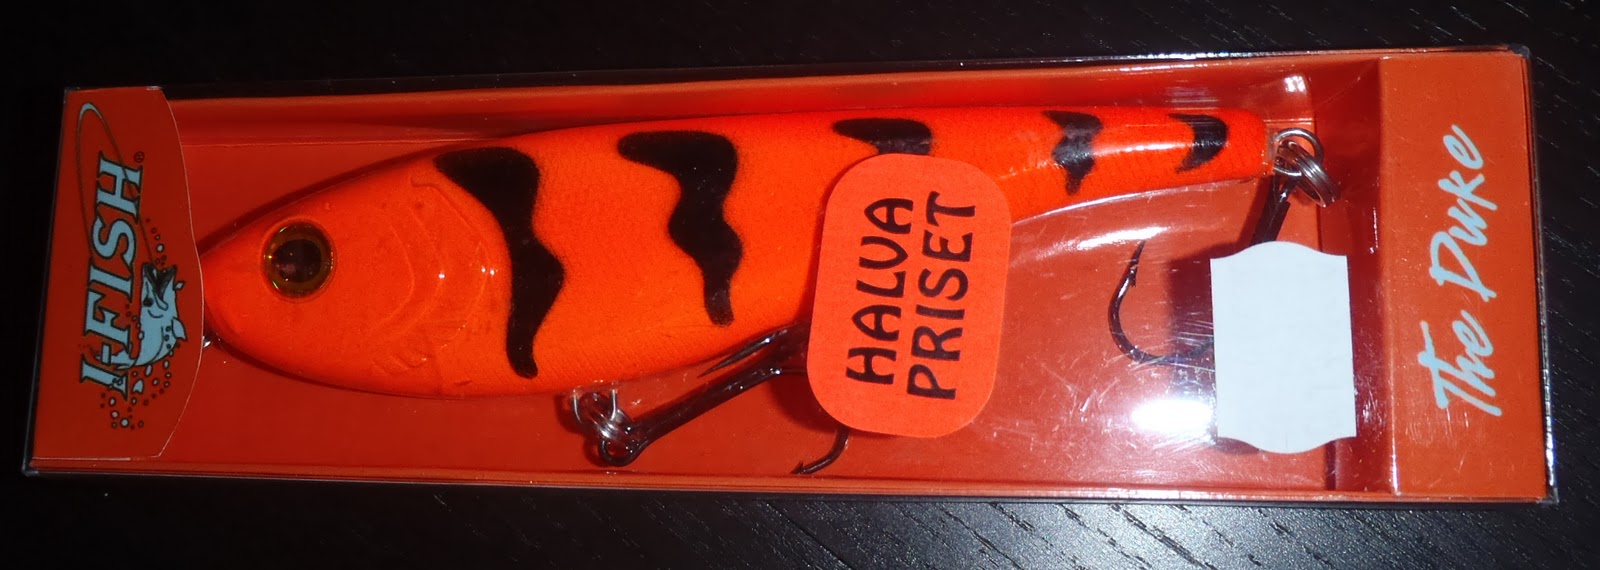 I-FISH®
HALVA
PRISET
The Duke